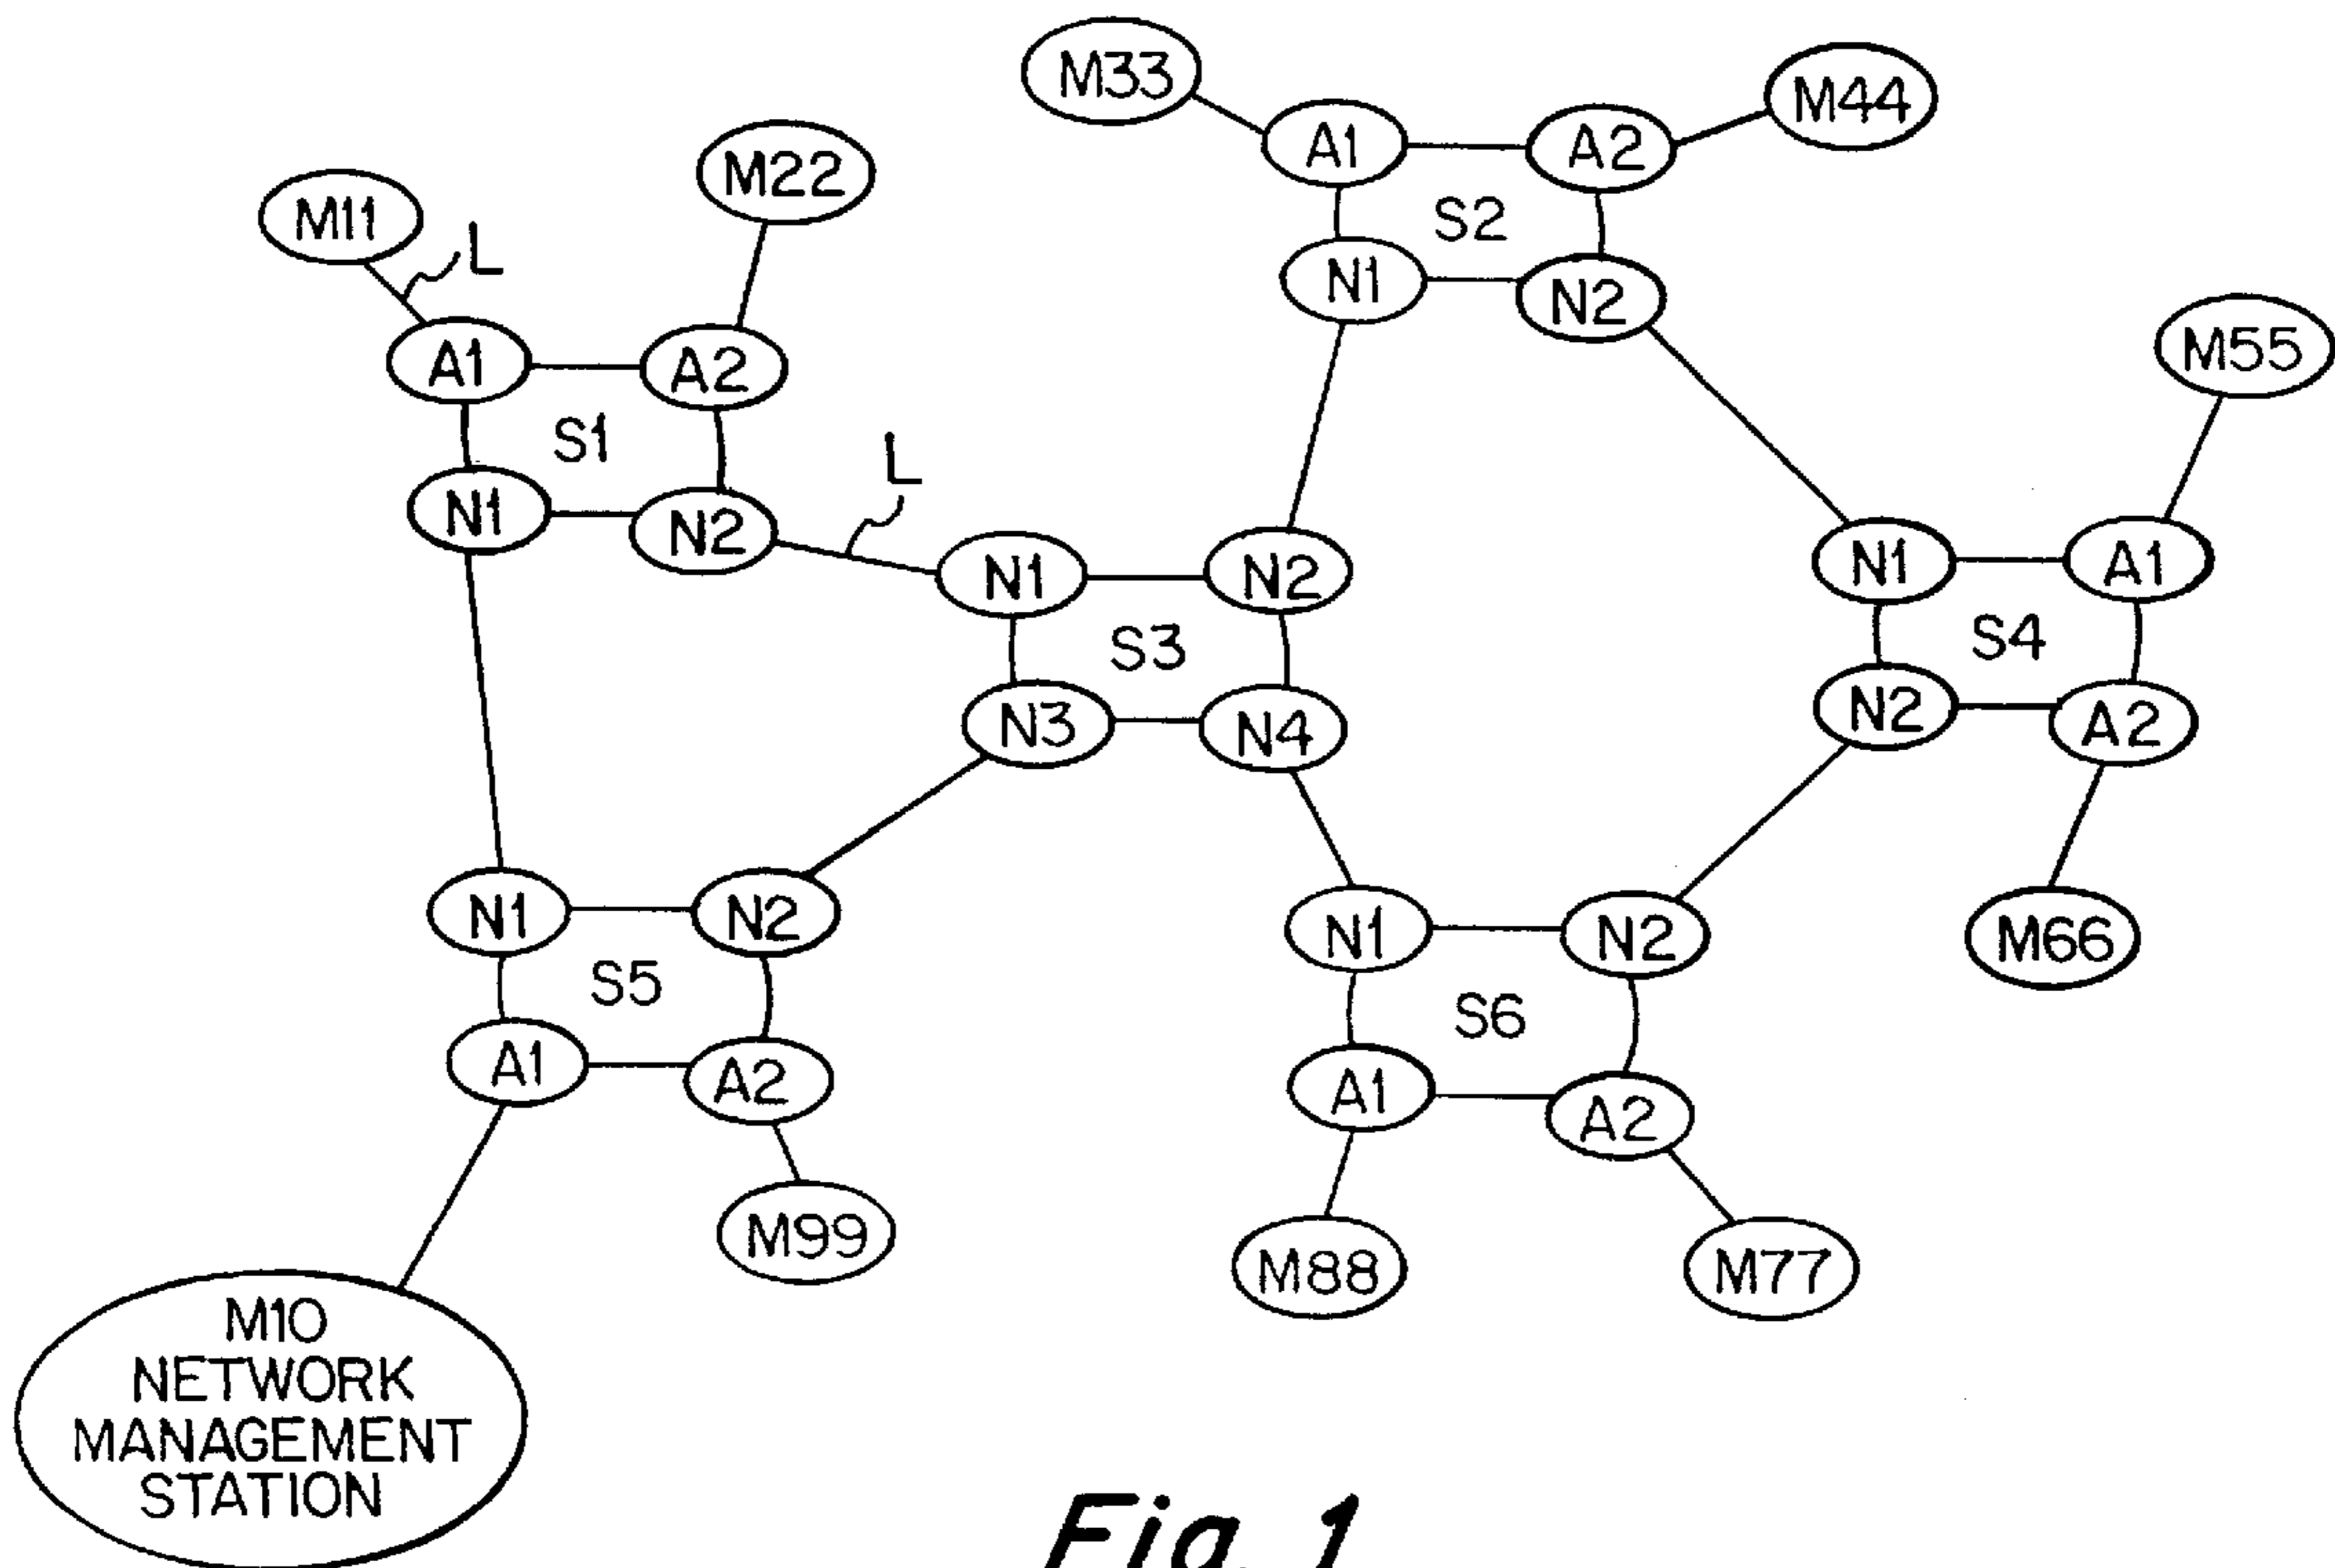 M33
M44
M22
A1
A2
M11
S2
L
N1
N2
M55
A1
A2
S1
L
N1
N2
N1
N2
N1
A1
S3
S4
N3
N4
N2
A2
N1
N2
N1
N2
M66
S5
S6
A1
A2
A1
A2
M99
M88
M77
M10
NETWORK
MANAGEMENT
STATION
Fig. 1